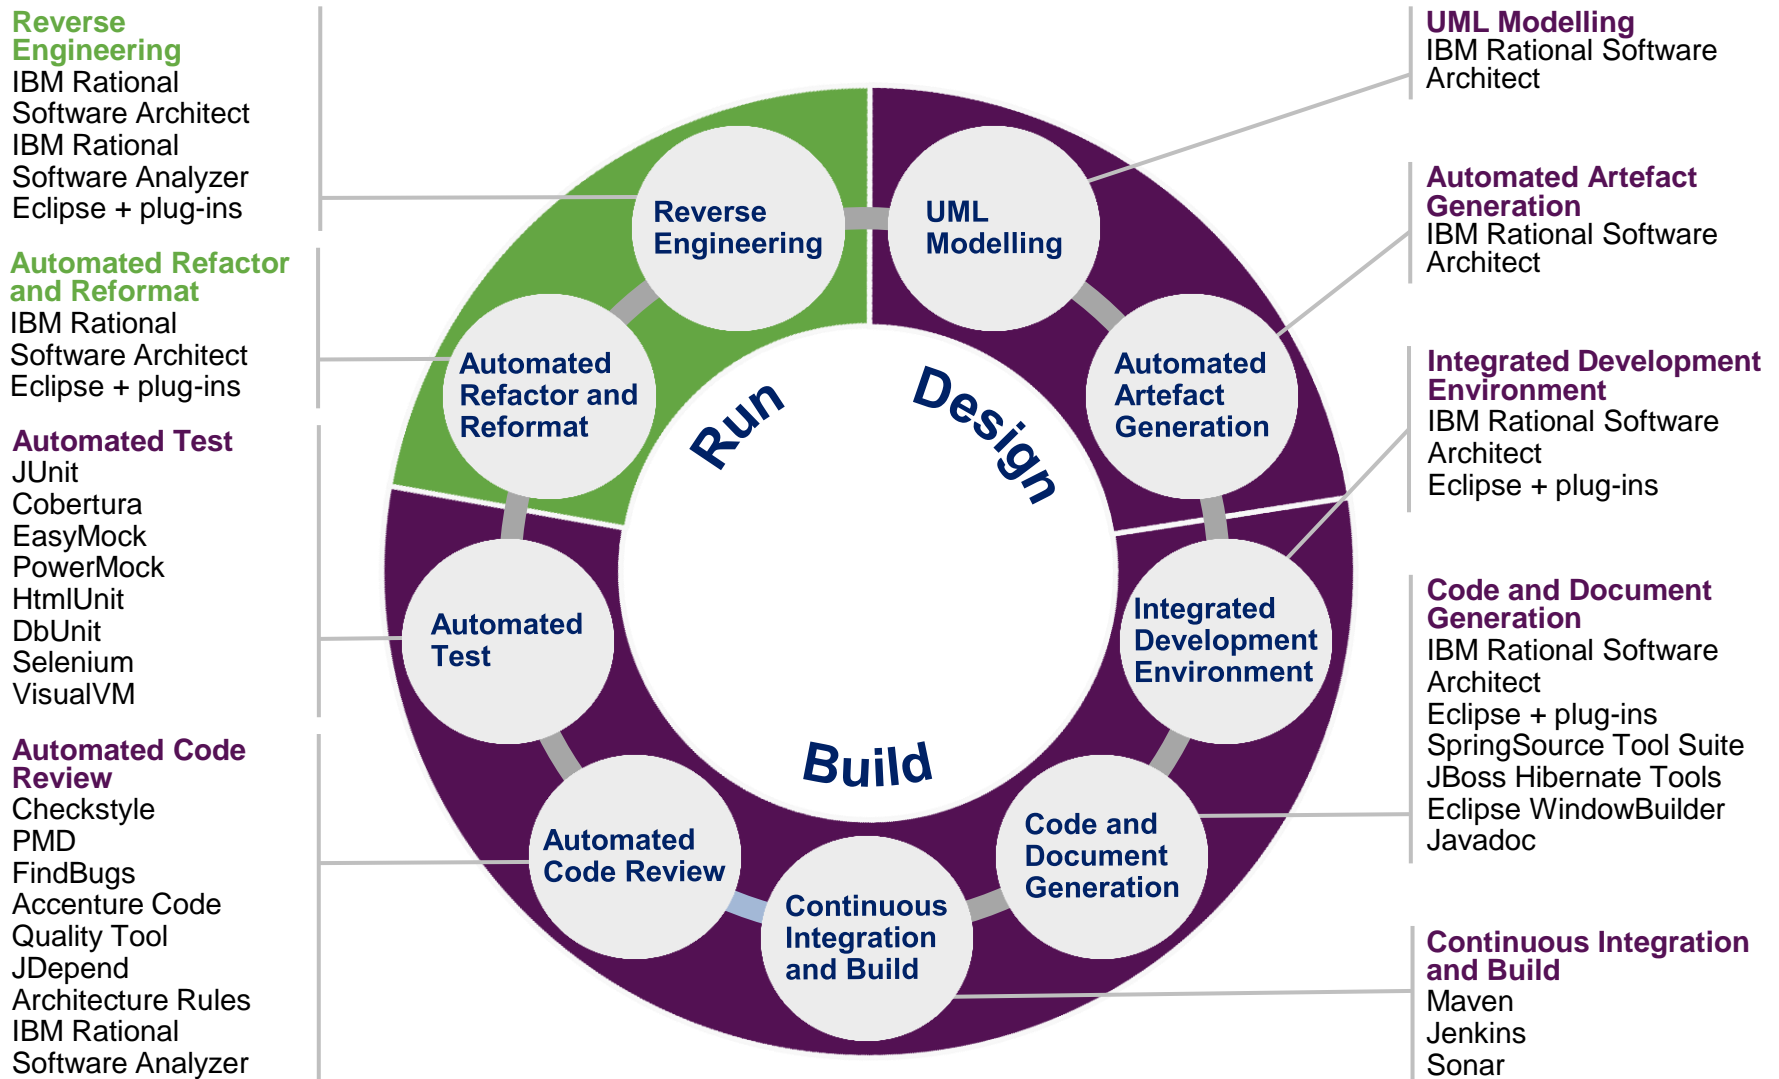 Reverse
Engineering
IBM Rational
Software Architect
IBM Rational
Software Analyzer
Eclipse + plug-ins
Automated Refactor
and Reformat
IBM Rational
Software Architect
Eclipse + plug-ins
Automated Test
JUnit
Cobertura
EasyMock
PowerMock
HtmlUnit
DbUnit
Selenium
VisualVM
Automated Code
Review
Checkstyle
PMD
FindBugs
Accenture Code
Quality Tool
JDepend
Architecture Rules
IBM Rational
Software Analyzer
Reverse
Engineering
UML
Modelling
Automated
Refactor and
Reformat
Automated
Artefact
Generation
Run
Design
Automated
Test
Integrated
Development
Environment
Build
Automated
Code Review
Code and
Document
Generation
Continuous
Integration
and Build
UML Modelling
IBM Rational Software
Architect
Automated Artefact
Generation
IBM Rational Software
Architect
Integrated Development
Environment
IBM Rational Software
Architect
Eclipse + plug-ins
Code and Document
Generation
IBM Rational Software
Architect
Eclipse + plug-ins
SpringSource Tool Suite
JBoss Hibernate Tools
Eclipse WindowBuilder
Javadoc
Continuous Integration
and Build
Maven
Jenkins
Sonar